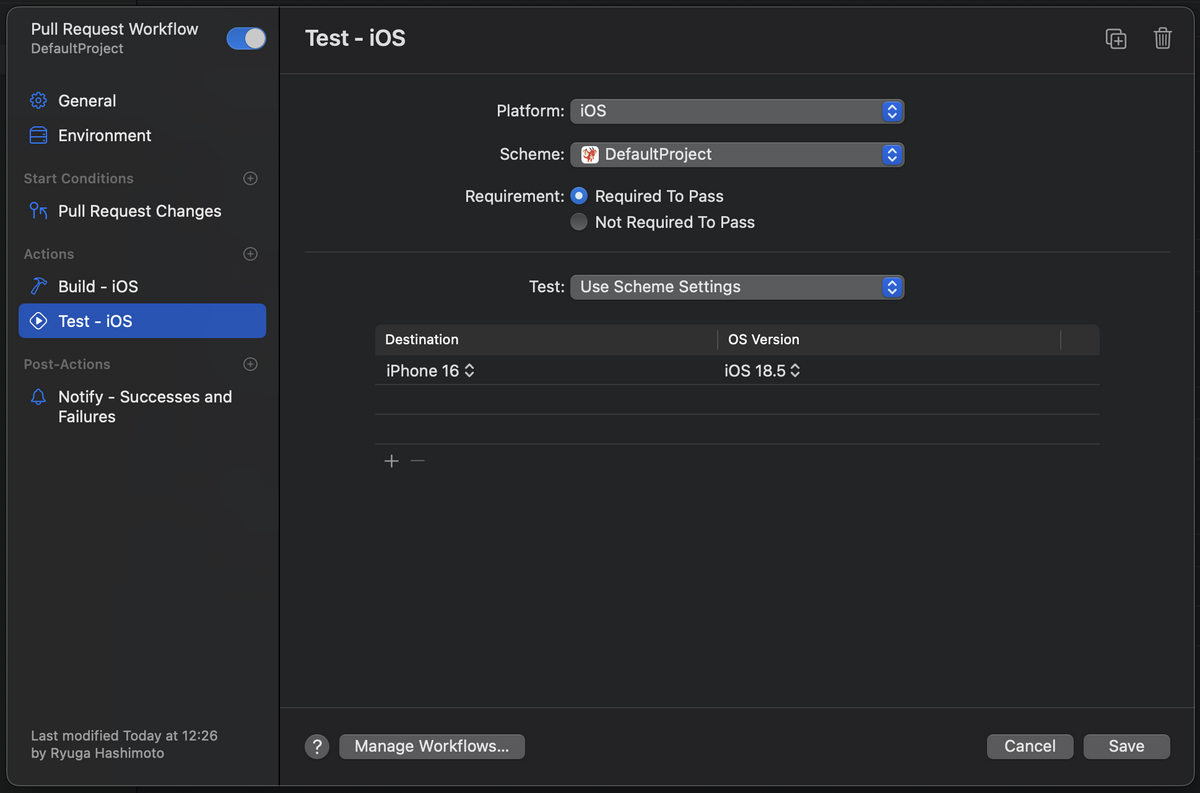 Pull Request Workflow
DefaultProject
General
Environment
Start Conditions
Pull Request Changes
Actions
Build - iOS
Test - iOS
Post-Actions
Notify - Successes and
Failures
Last modified Today at 12:26
by Ryuga Hashimoto
Test - iOS
Platform: iOS
Scheme: DefaultProject
Requirement: Required To Pass
Not Required To Pass
Test: Use Scheme Settings
Destination OS Version
iPhone 16 iOS 18.5
? Manage Workflows... Cancel Save